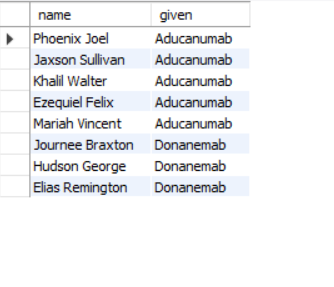 name given
Phoenix Joel Aducanumab
Jaxson Sullivan Aducanumab
Khalil Walter Aducanumab
Ezequiel Felix Aducanumab
Mariah Vincent Aducanumab
Journee Braxton Donanemab
Hudson George Donanemab
Elias Remington Donanemab